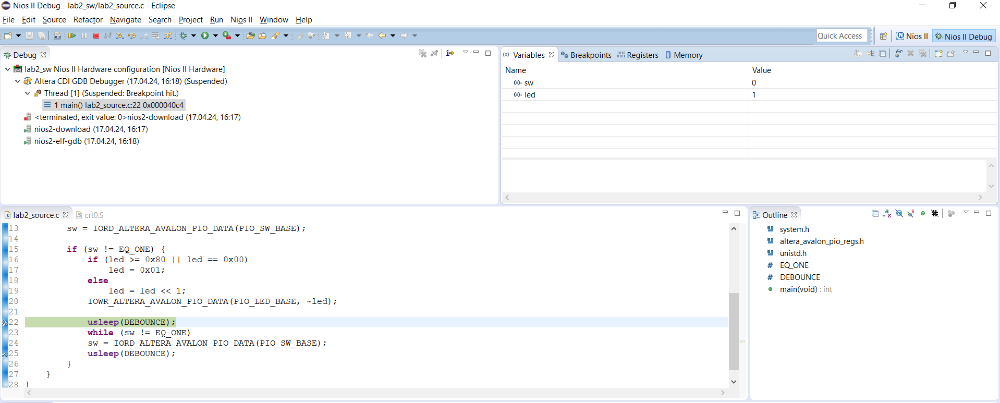 Nios II Debug - lab2_sw/lab2_source.c - Eclipse
File Edit Source Refactor Navigate Search Project Run Nios II Window Help
Quick Access
Nios II
Nios II Debug
Debug
lab2_sw Nios II Hardware configuration [Nios II Hardware]
Altera CDI GDB Debugger (17.04.24, 16:18) (Suspended)
Thread [1] (Suspended: Breakpoint hit.)
1 main() lab2_source.c:22 0x000040c4
<terminated, exit value: 0>nios2-download (17.04.24, 16:17)
nios2-download (17.04.24, 16:17)
nios2-elf-gdb (17.04.24, 16:18)
(x)= Variables Breakpoints Registers Memory
Name Value
(x)= sw 0
(x)= led 1
lab2_source.c crt0.S
13 sw = IORD_ALTERA_AVALON_PIO_DATA(PIO_SW_BASE);
14
15 if (sw != EQ_ONE) {
16 if (led >= 0x80 || led == 0x00)
17 led = 0x01;
18 else
19 led = led << 1;
20 IOWR_ALTERA_AVALON_PIO_DATA(PIO_LED_BASE, ~led);
21
22 usleep(DEBOUNCE);
23 while (sw != EQ_ONE)
24 sw = IORD_ALTERA_AVALON_PIO_DATA(PIO_SW_BASE);
25 usleep(DEBOUNCE);
26 }
27 }
28 }
Outline
system.h
altera_avalon_pio_regs.h
unistd.h
# EQ_ONE
# DEBOUNCE
main(void) : int